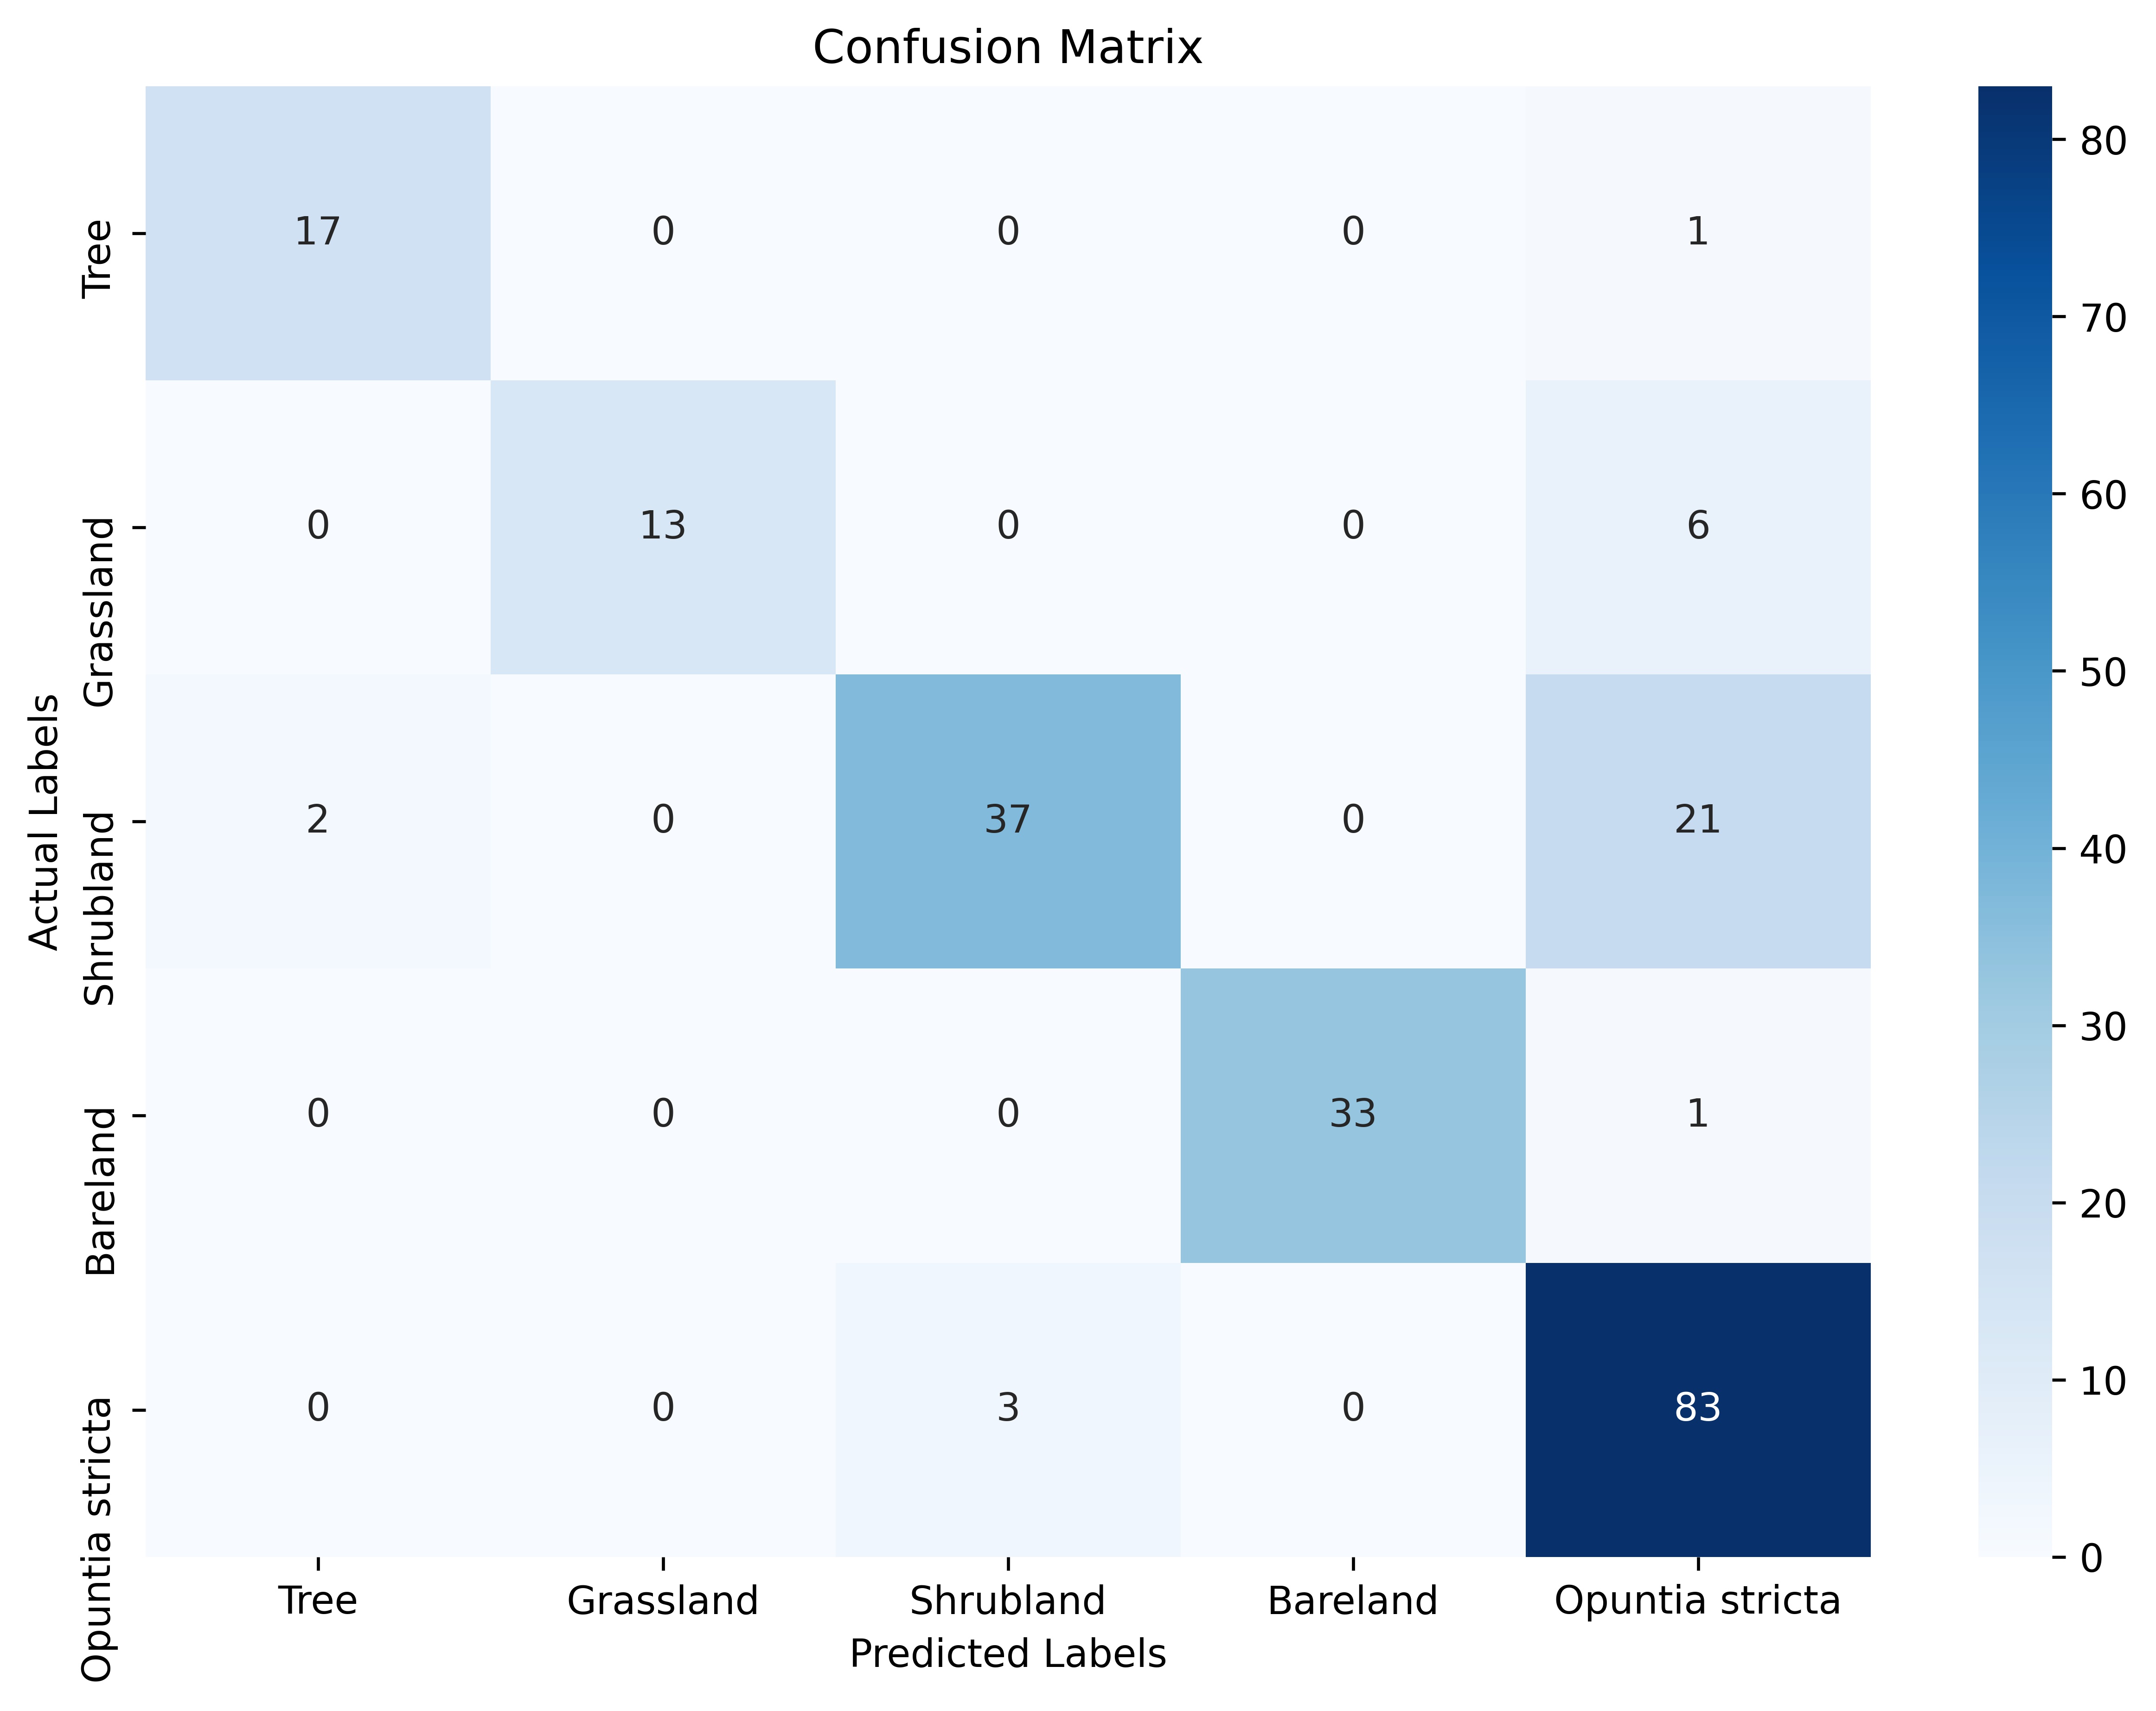 Confusion Matrix
Actual Labels
Tree
17 0 0 0 1
Grassland
0 13 0 0 6
Shrubland
2 0 37 0 21
Bareland
0 0 0 33 1
Opuntia stricta
0 0 3 0 83
Tree Grassland Shrubland Bareland Opuntia stricta
Predicted Labels
80
70
60
50
40
30
20
10
0